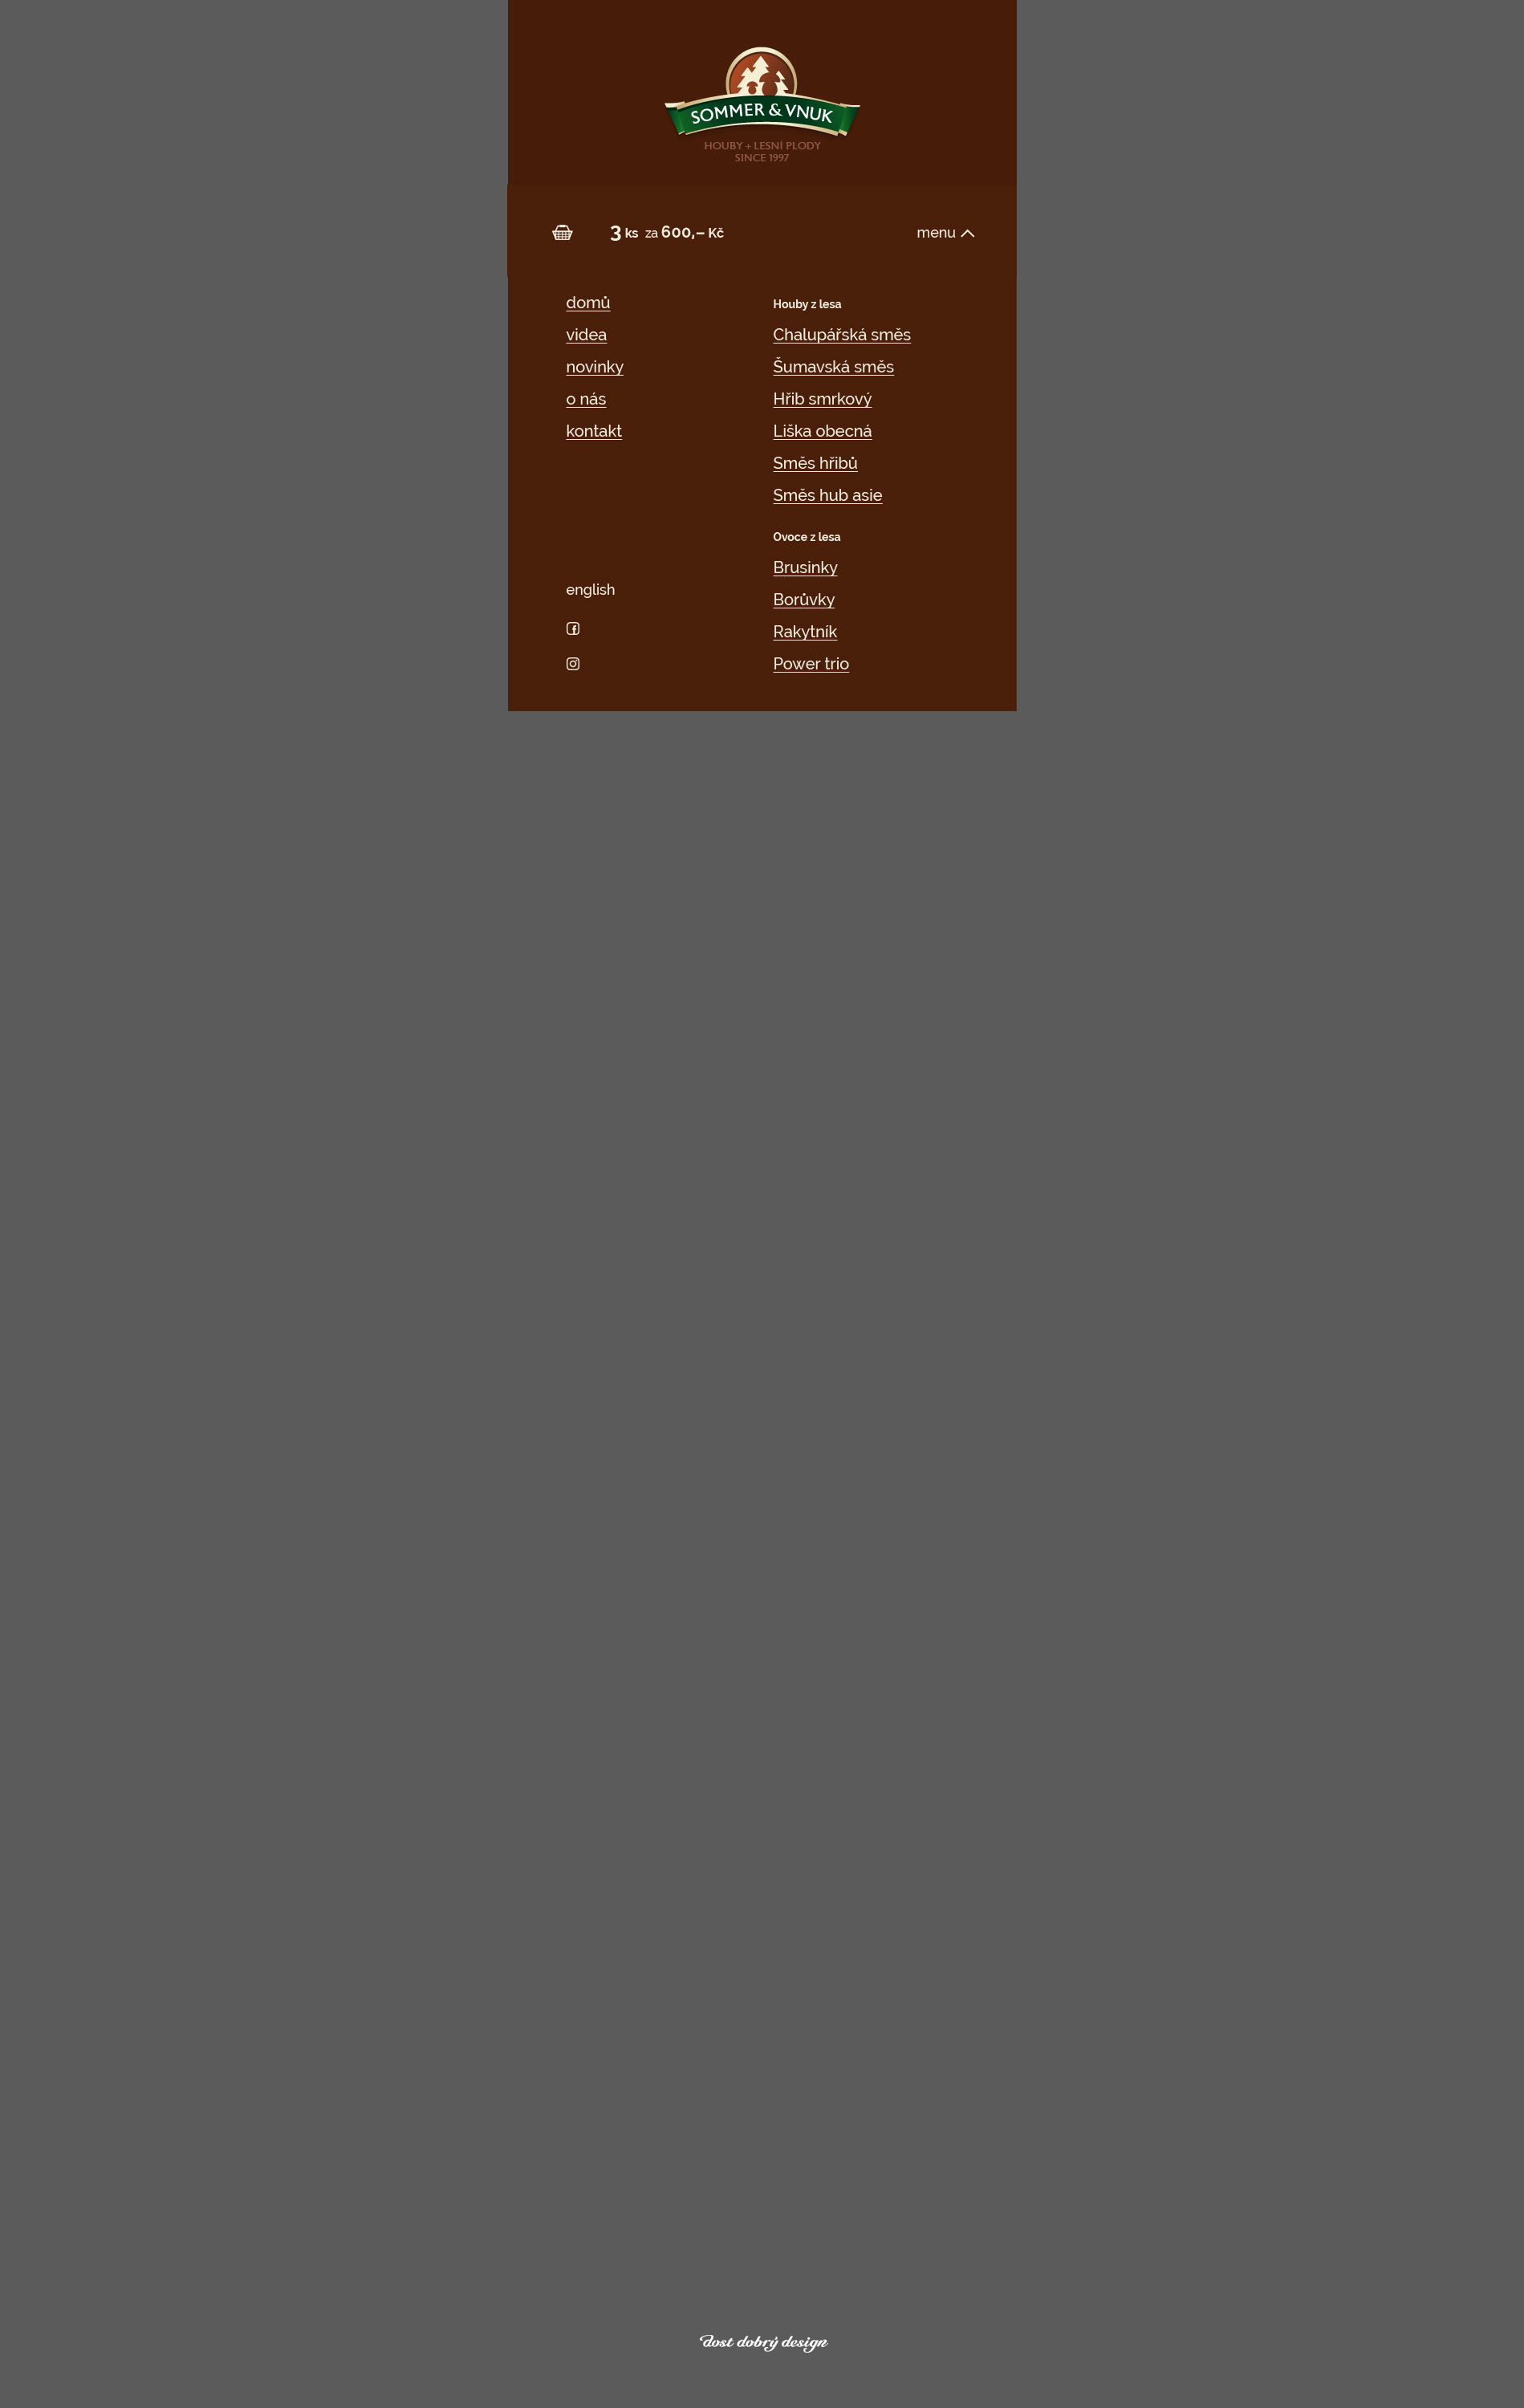 SOMMER & VNUK
HOUBY + LESNÍ PLODY
SINCE 1997
3 ks za 600,– Kč
menu
domů
videa
novinky
o nás
kontakt
english
Houby z lesa
Chalupářská směs
Šumavská směs
Hřib smrkový
Liška obecná
Směs hřibů
Směs hub asie
Ovoce z lesa
Brusinky
Borůvky
Rakytník
Power trio
dost dobrý design